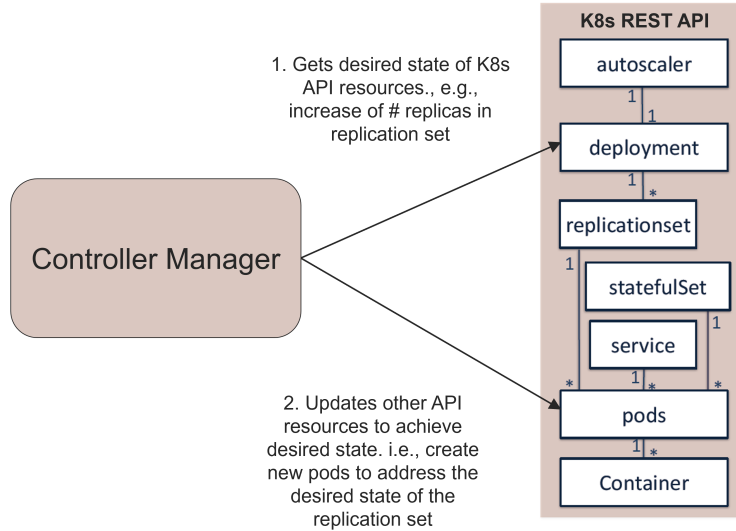 K8s REST API
1. Gets desired state of K8s
API resources., e.g.,
increase of # replicas in
replication set
autoscaler
1
1
deployment
1
*
replicationset
1
Controller Manager
statefulSet
1
service
1
*
*
*
2. Updates other API
resources to achieve
desired state. i.e., create
new pods to address the
desired state of the
replication set
pods
1
*
Container